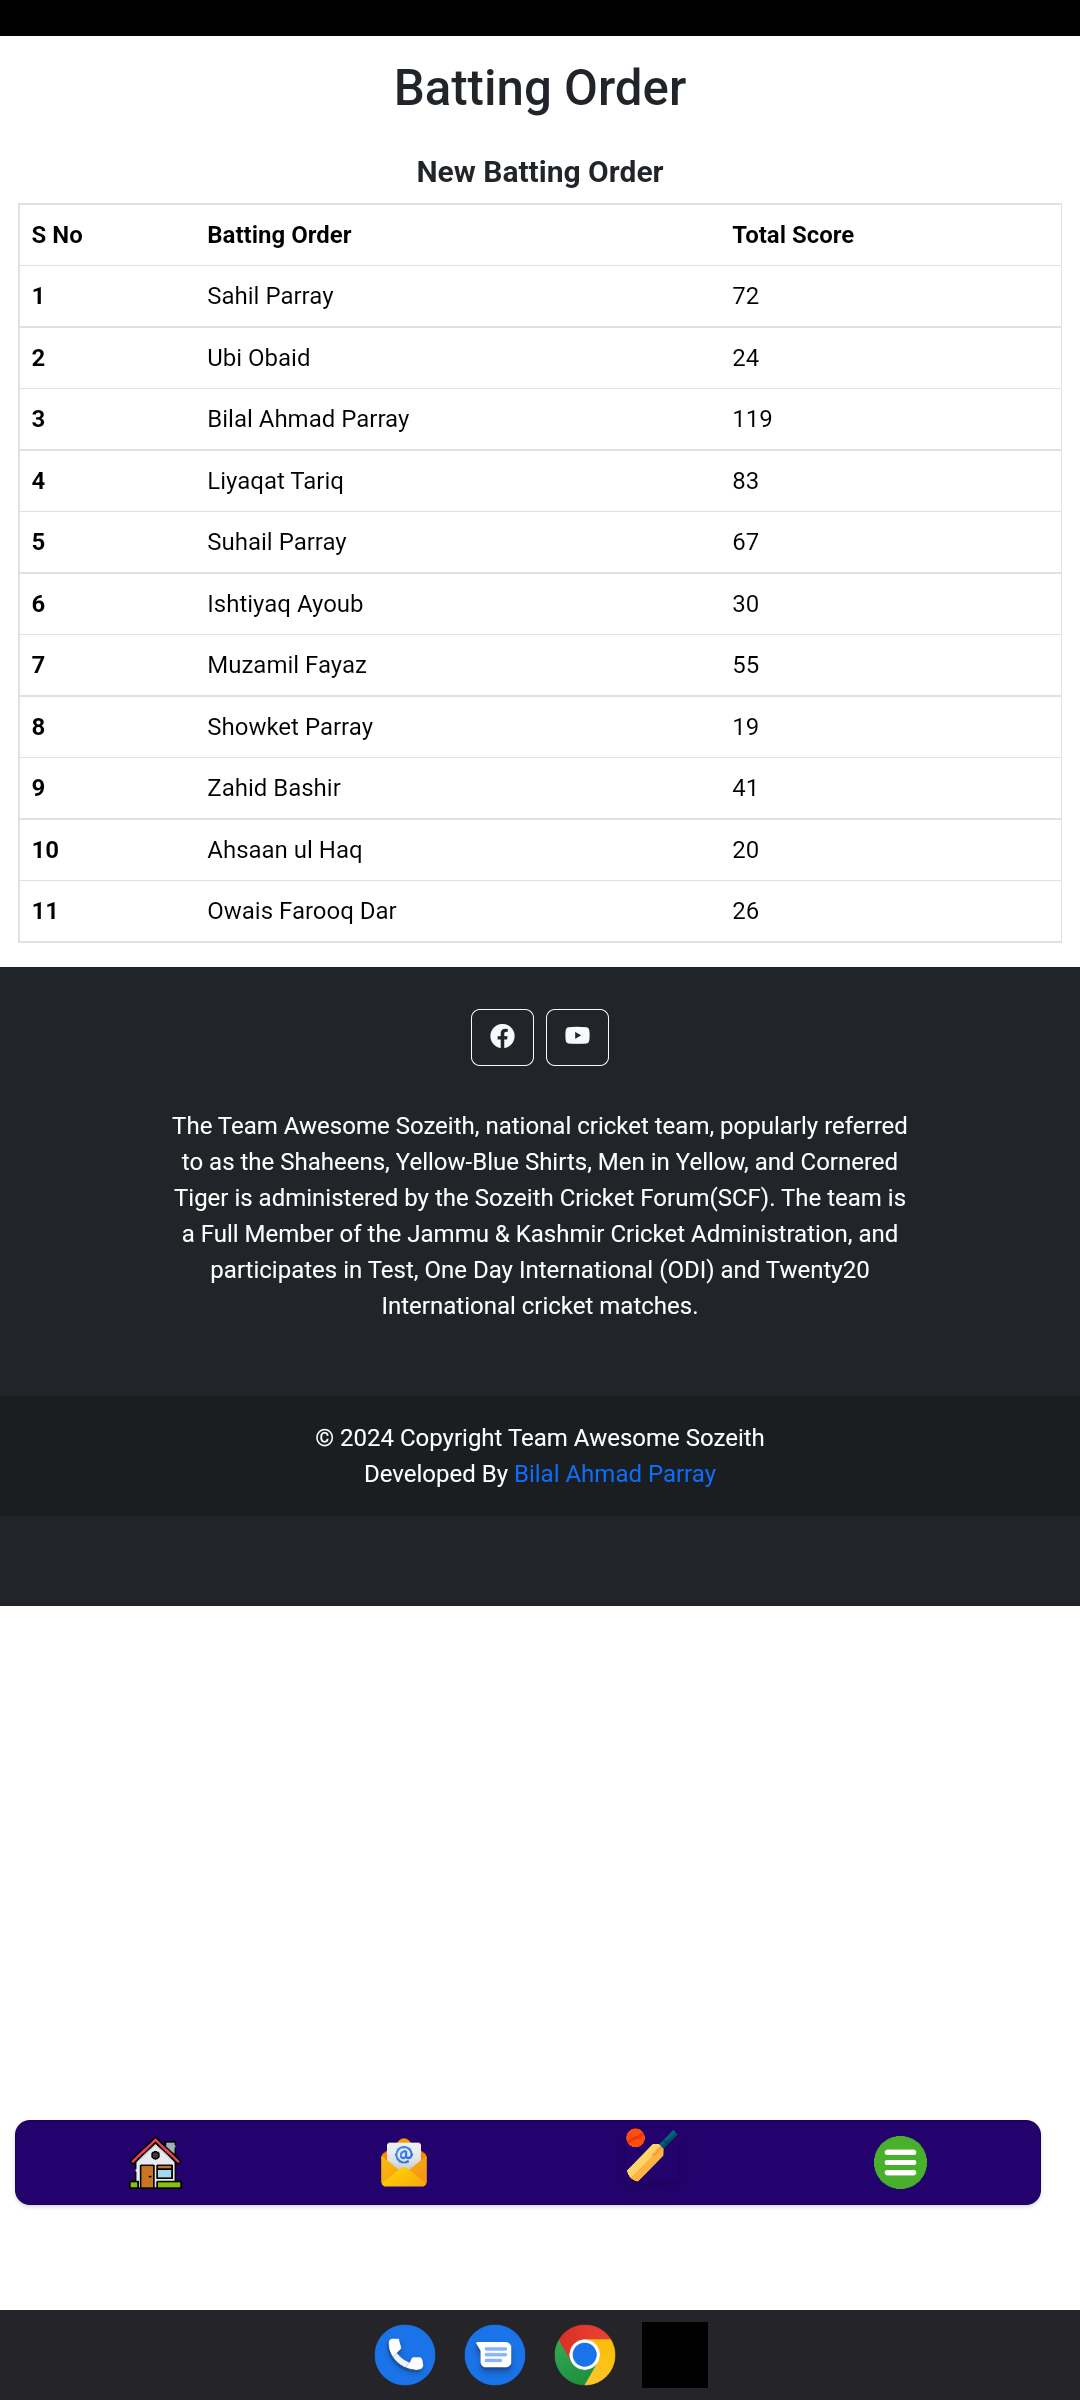 Batting Order
New Batting Order
S No Batting Order Total Score
1 Sahil Parray 72
2 Ubi Obaid 24
3 Bilal Ahmad Parray 119
4 Liyaqat Tariq 83
5 Suhail Parray 67
6 Ishtiyaq Ayoub 30
7 Muzamil Fayaz 55
8 Showket Parray 19
9 Zahid Bashir 41
10 Ahsaan ul Haq 20
11 Owais Farooq Dar 26
The Team Awesome Sozeith, national cricket team, popularly referred
to as the Shaheens, Yellow-Blue Shirts, Men in Yellow, and Cornered
Tiger is administered by the Sozeith Cricket Forum(SCF). The team is
a Full Member of the Jammu & Kashmir Cricket Administration, and
participates in Test, One Day International (ODI) and Twenty20
International cricket matches.
© 2024 Copyright Team Awesome Sozeith
Developed By Bilal Ahmad Parray
@